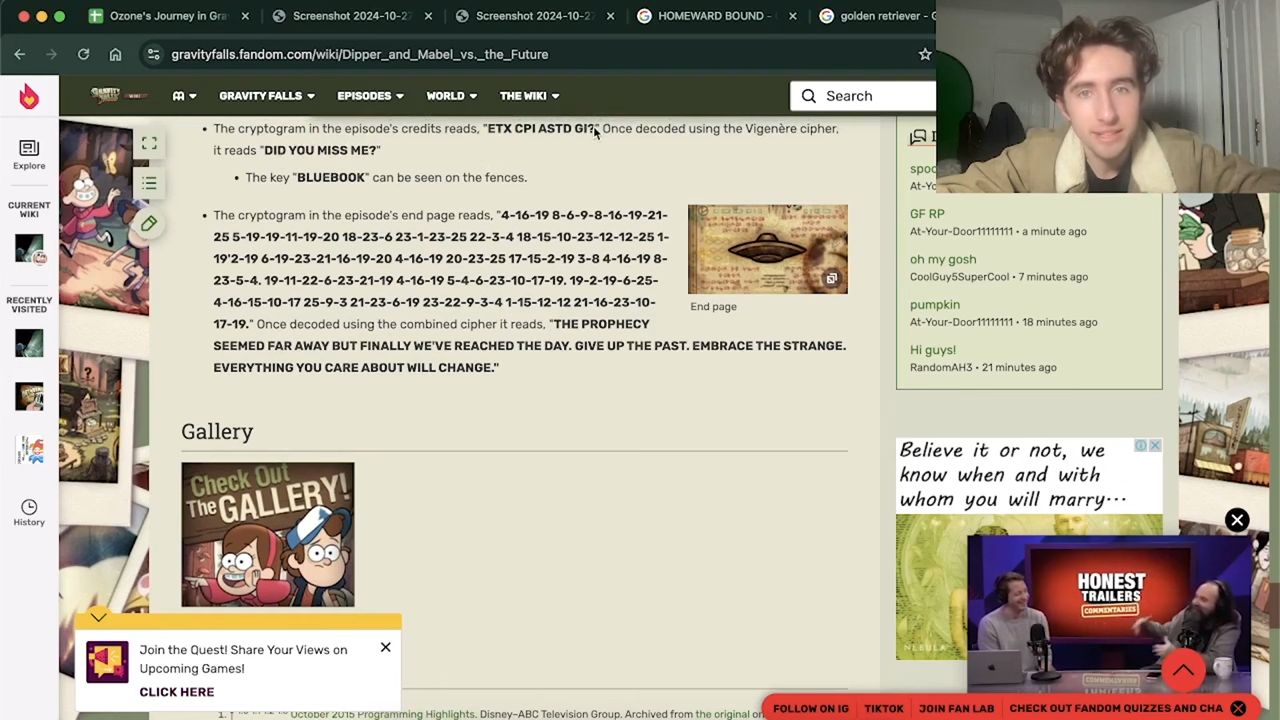 Ozone's Journey in Gra
Screenshot 2024-10-27
Screenshot 2024-10-27
HOMEWARD BOUND -
golden retriever - G
gravityfalls.fandom.com/wiki/Dipper_and_Mabel_vs._the_Future
GRAVITY FALLS
GRAVITY FALLS
EPISODES
WORLD
THE WIKI
Search
Explore
CURRENT
WIKI
RECENTLY
VISITED
History
The cryptogram in the episode's credits reads, "ETX CPI ASTD GI?" Once decoded using the Vigenère cipher,
it reads "DID YOU MISS ME?"
The key "BLUEBOOK" can be seen on the fences.
The cryptogram in the episode's end page reads, "4-16-19 8-6-9-8-16-19-21-
25 5-19-19-11-19-20 18-23-6 23-1-23-25 22-3-4 18-15-10-23-12-12-25 1-
19'2-19 6-19-23-21-16-19-20 4-16-19 20-23-25 17-15-2-19 3-8 4-16-19 8-
23-5-4. 19-11-22-6-23-21-19 4-16-19 5-4-6-23-10-17-19. 19-2-19-6-25-
4-16-15-10-17 25-9-3 21-23-6-19 23-22-9-3-4 1-15-12-12 21-16-23-10-
17-19." Once decoded using the combined cipher it reads, "THE PROPHECY
SEEMED FAR AWAY BUT FINALLY WE'VE REACHED THE DAY. GIVE UP THE PAST. EMBRACE THE STRANGE.
EVERYTHING YOU CARE ABOUT WILL CHANGE."
End page
Gallery
Check Out
The GALLERY!
Join the Quest! Share Your Views on
Upcoming Games!
CLICK HERE
spoo
At-Yo
GF RP
At-Your-Door11111111 • a minute ago
oh my gosh
CoolGuy5SuperCool • 7 minutes ago
pumpkin
At-Your-Door11111111 • 18 minutes ago
Hi guys!
RandomAH3 • 21 minutes ago
Believe it or not, we
know when and with
whom you will marry...
NEBULA
HONEST
TRAILERS
COMMENTARIES
October 2015 Programming Highlights. Disney–ABC Television Group. Archived from the original on
FOLLOW ON IG
TIKTOK
JOIN FAN LAB
CHECK OUT FANDOM QUIZZES AND CHA